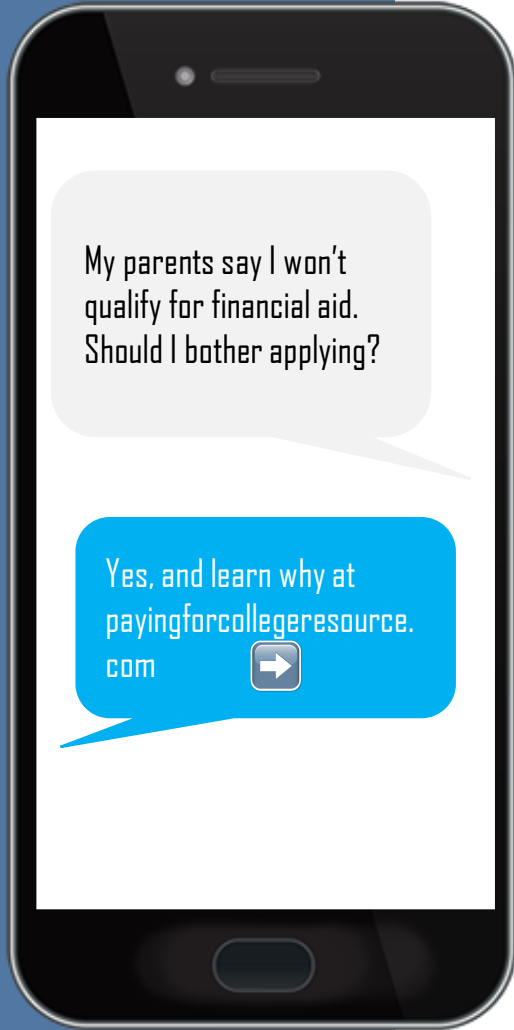 My parents say I won't
qualify for financial aid.
Should I bother applying?
Yes, and learn why at
payingforcollegeresource.
com